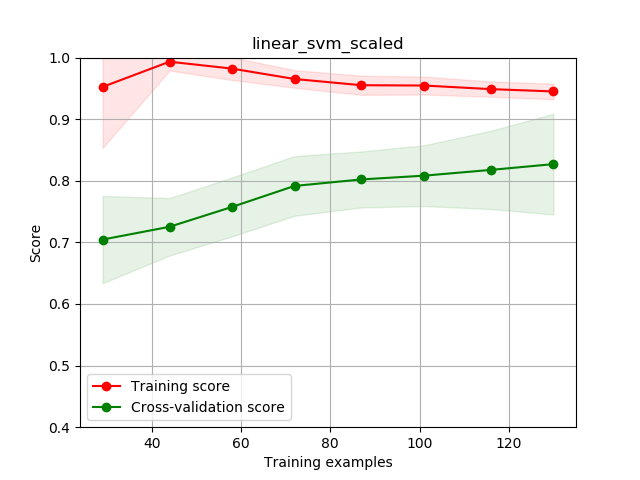 linear_svm_scaled
1.0
0.9
0.8
0.7
0.6
0.5
0.4
Score
Training score
Cross-validation score
40 60 80 100 120
Training examples